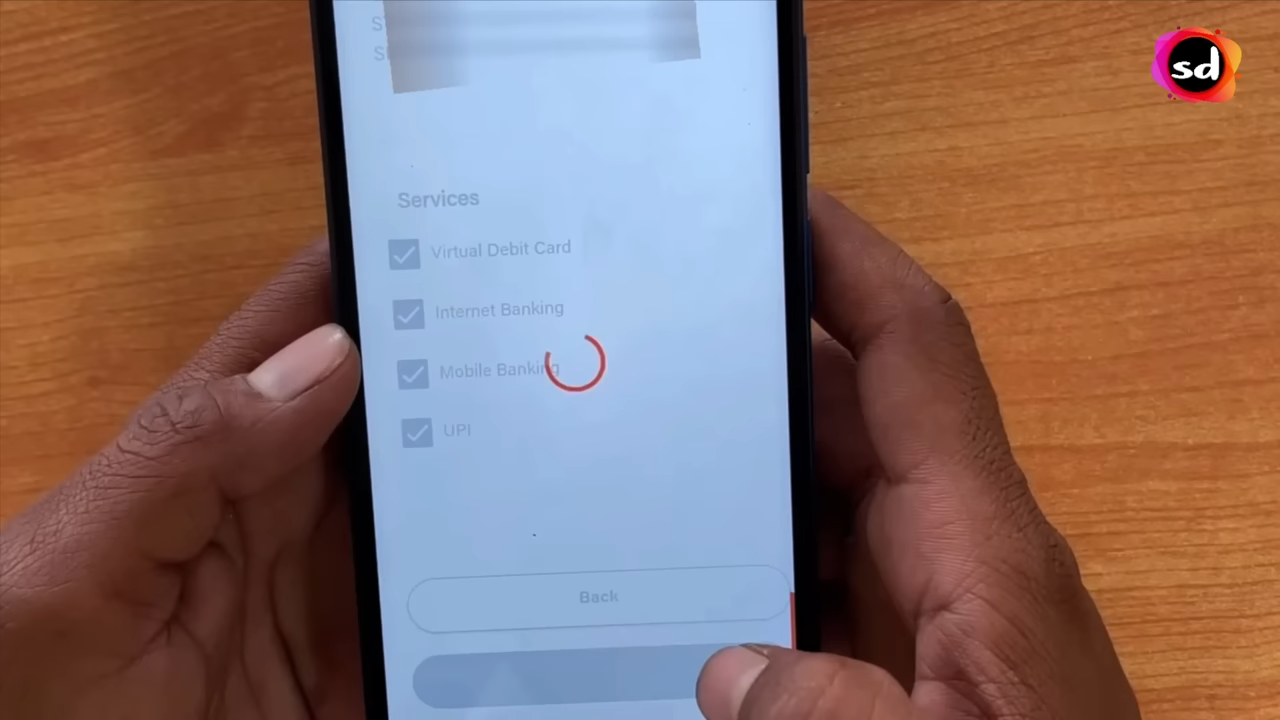 sd
Services
Virtual Debit Card
Internet Banking
Mobile Banking
UPI
Back